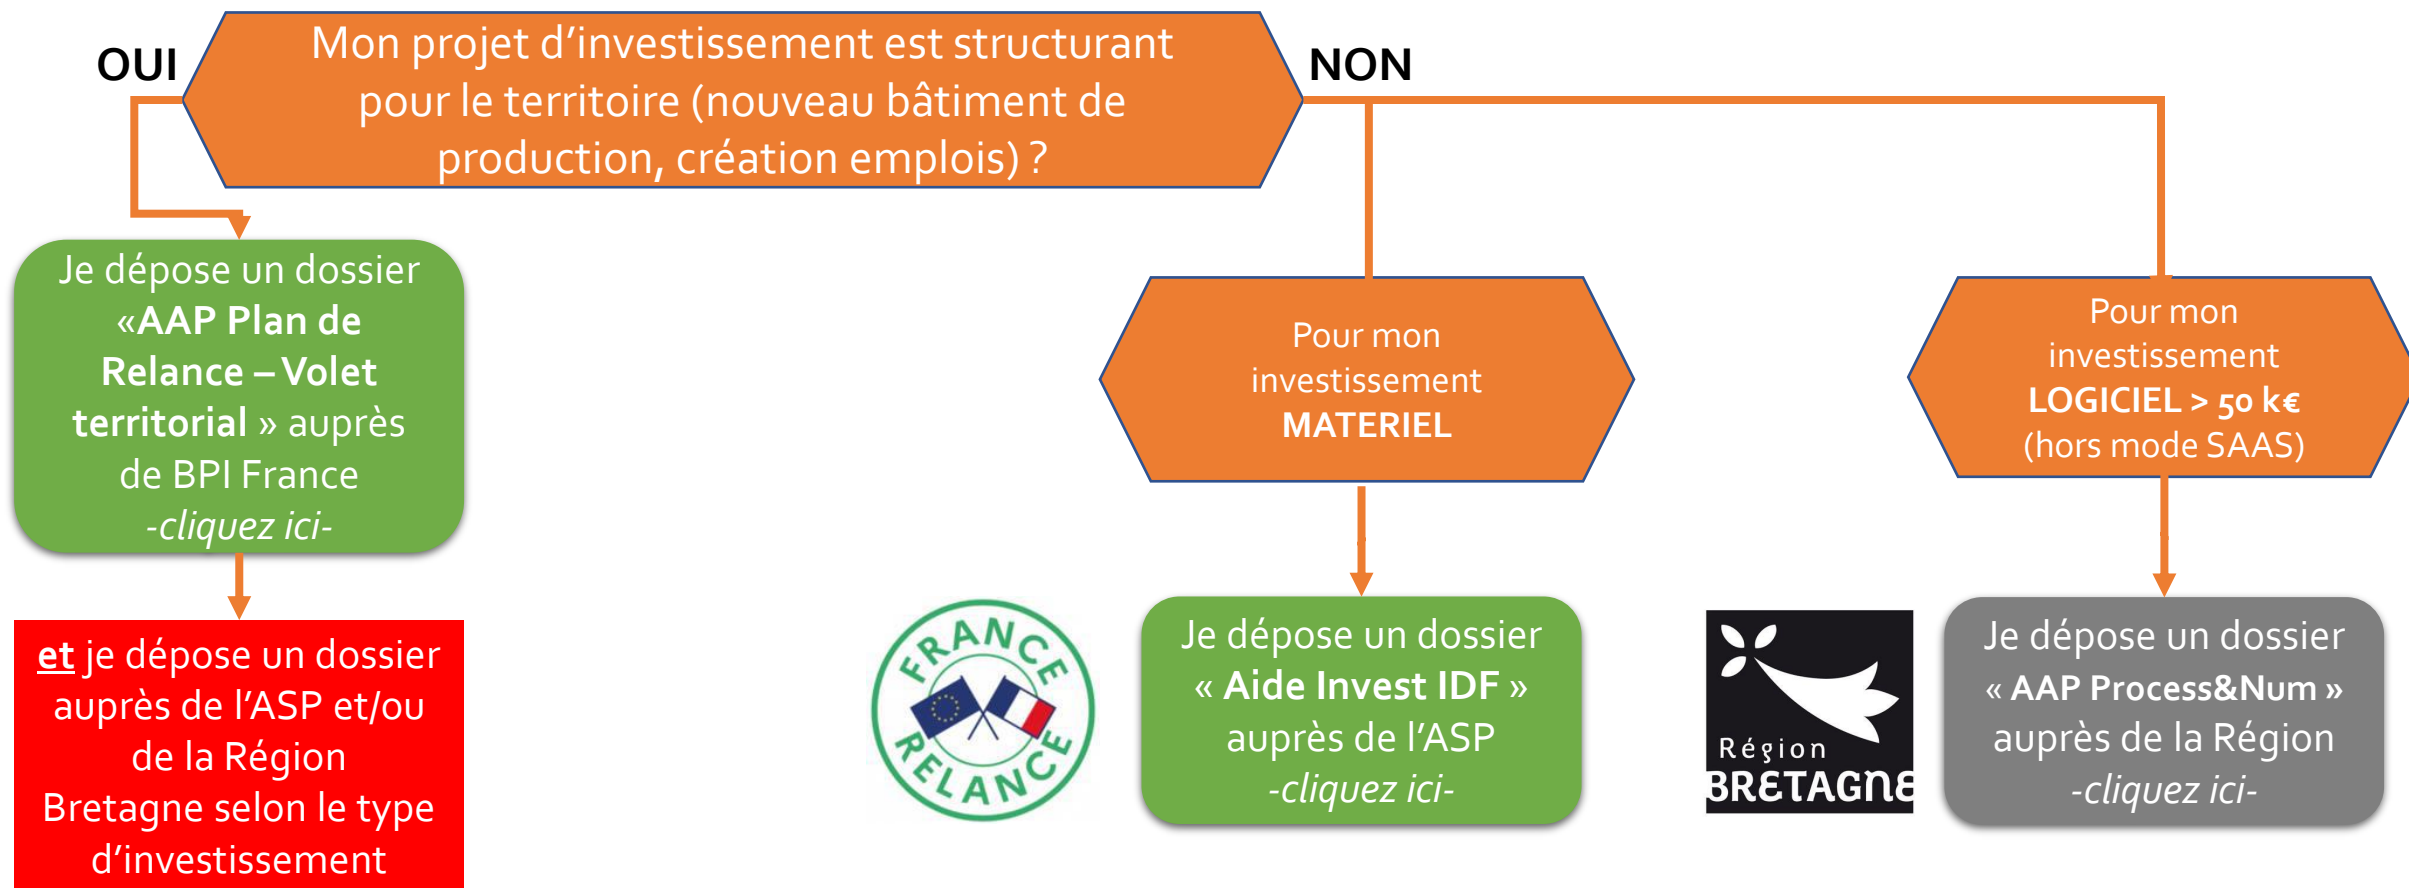 OUI
Mon projet d'investissement est structurant
pour le territoire (nouveau bâtiment de
production, création emplois) ?
NON
Je dépose un dossier
«AAP Plan de
Relance – Volet
territorial » auprès
de BPI France
-cliquez ici-
et je dépose un dossier
auprès de l'ASP et/ou
de la Région
Bretagne selon le type
d'investissement
Pour mon
investissement
MATERIEL
FRANCE
RELANCE
Je dépose un dossier
« Aide Invest IDF »
auprès de l'ASP
-cliquez ici-
Pour mon
investissement
LOGICIEL > 50 k€
(hors mode SAAS)
Région
BRETAGNE
Je dépose un dossier
« AAP Process&Num »
auprès de la Région
-cliquez ici-